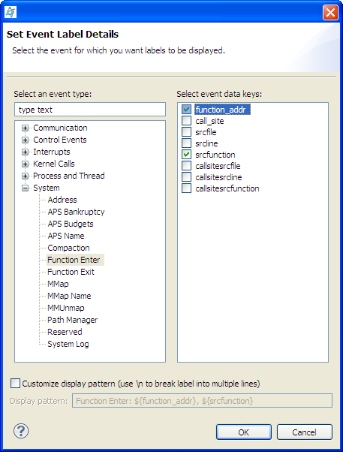 Set Event Label Details
Select the event for which you want labels to be displayed.
Select an event type:
type text
Communication
Control Events
Interrupts
Kernel Calls
Process and Thread
System
Address
APS Bankruptcy
APS Budgets
APS Name
Compaction
Function Enter
Function Exit
MMap
MMap Name
MMUnmap
Path Manager
Reserved
System Log
Select event data keys:
function_addr
call_site
srcfile
srcline
srcfunction
callsitesrcfile
callsitesrcline
callsitesrcfunction
Customize display pattern (use \n to break label into multiple lines)
Display pattern: Function Enter: ${function_addr}, ${srcfunction}
?
OK
Cancel